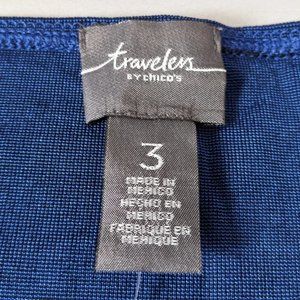 travelers
BY CHICO'S
3
MADE IN
MEXICO
HECHO EN
MEXICO
FABRIQUE EN
MEXIQUE